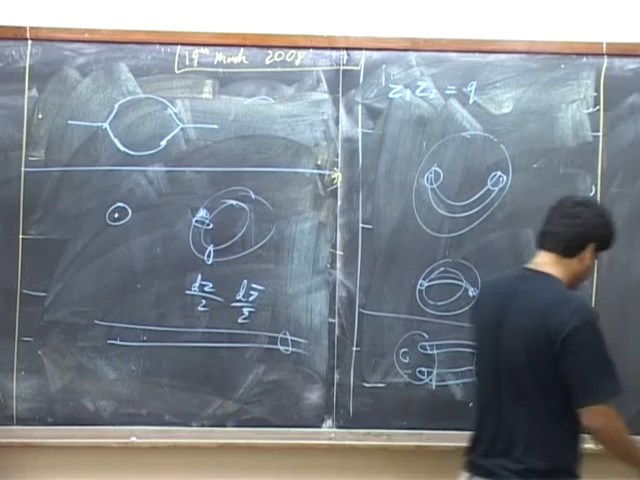 19th March 2008
z₁z₂ = q
dz/z dz̄/z̄